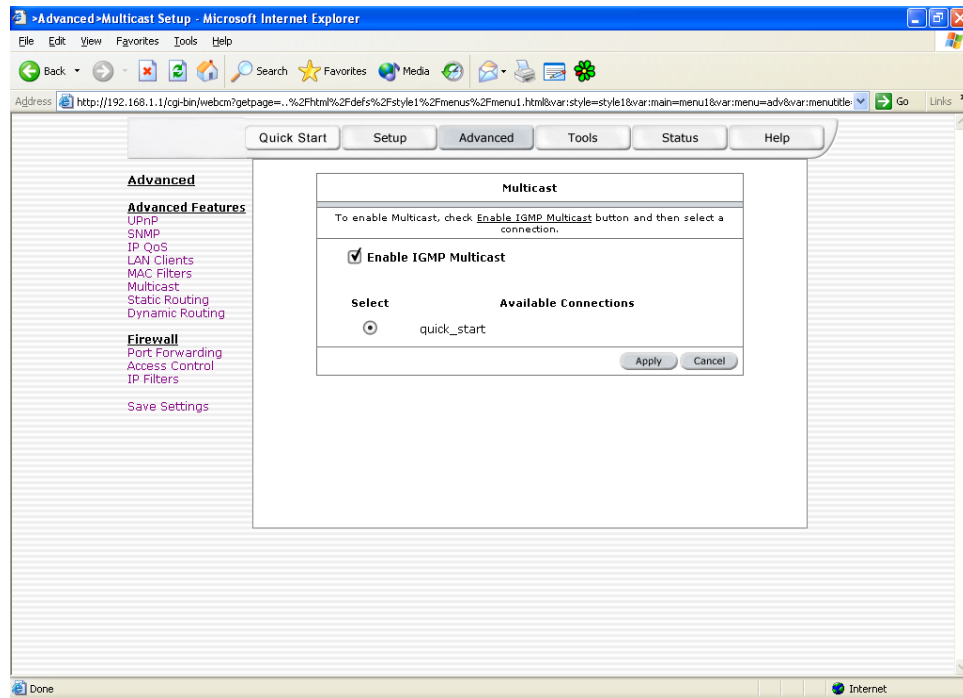 >Advanced>Multicast Setup - Microsoft Internet Explorer
File Edit View Favorites Tools Help
Back Search Favorites Media
Address http://192.168.1.1/cgi-bin/webcm?getpage=..%2Fhtml%2Fdefs%2Fstyle1%2Fmenus%2Fmenu1.html&var:style=style1&var:main=menu1&var:menu=adv&var:menutitle Go Links
Quick Start Setup Advanced Tools Status Help
Advanced
Advanced Features
UPnP
SNMP
IP QoS
LAN Clients
MAC Filters
Multicast
Static Routing
Dynamic Routing
Firewall
Port Forwarding
Access Control
IP Filters
Save Settings
Multicast
To enable Multicast, check Enable IGMP Multicast button and then select a
connection.
Enable IGMP Multicast
Select Available Connections
quick_start
Apply Cancel
Done Internet